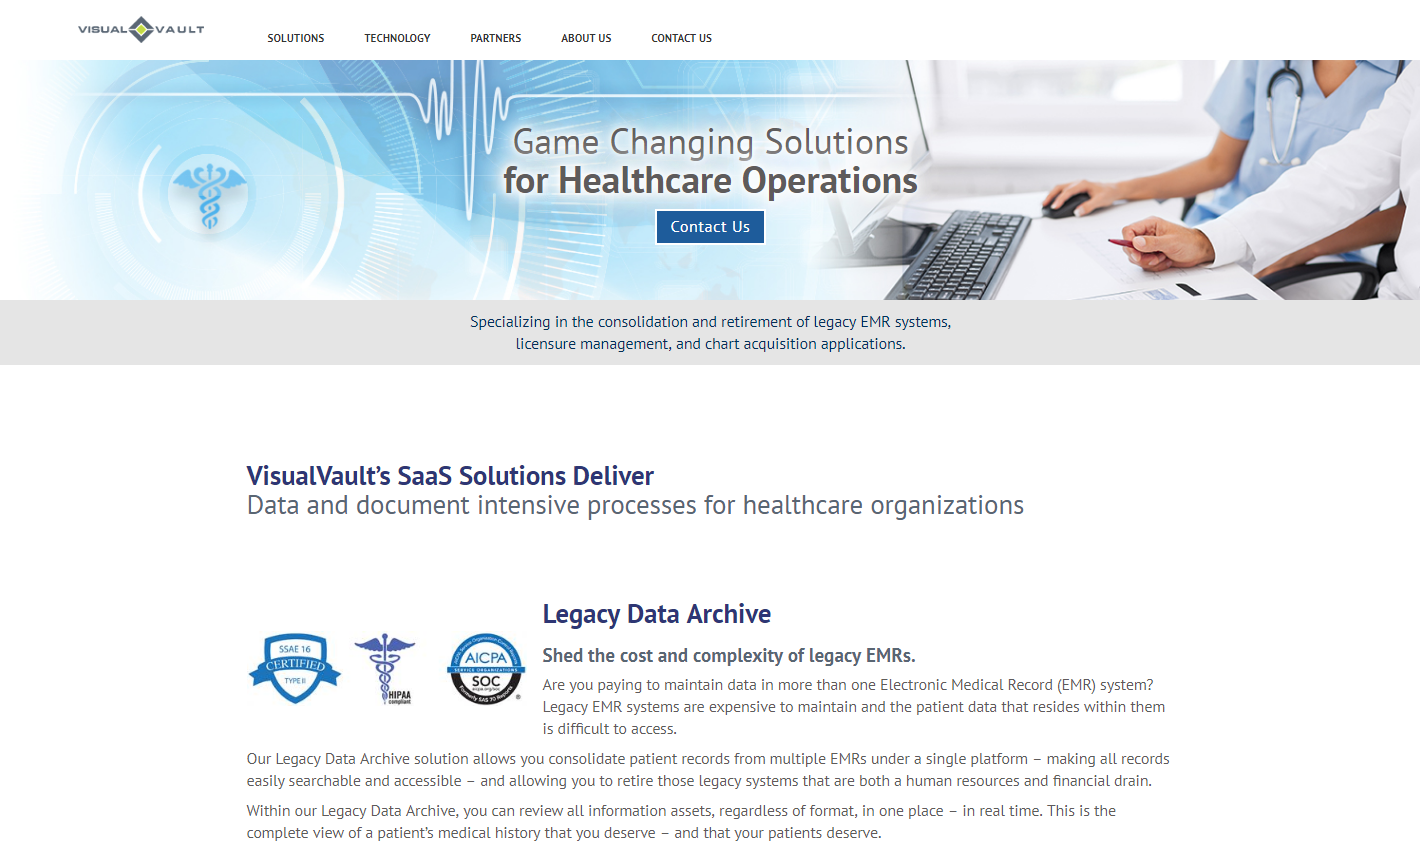 VISUAL VAULT
SOLUTIONS
TECHNOLOGY
PARTNERS
ABOUT US
CONTACT US
Game Changing Solutions
for Healthcare Operations
Contact Us
Specializing in the consolidation and retirement of legacy EMR systems,
licensure management, and chart acquisition applications.
VisualVault’s SaaS Solutions Deliver
Data and document intensive processes for healthcare organizations
SSAE 16
CERTIFIED
TYPE II
HIPAA
compliant
AICPA
SERVICE ORGANIZATIONS
SOC
aicpa.org/soc
Formerly SAS 70 Reports
®
Legacy Data Archive
Shed the cost and complexity of legacy EMRs.
Are you paying to maintain data in more than one Electronic Medical Record (EMR) system?
Legacy EMR systems are expensive to maintain and the patient data that resides within them
is difficult to access.
Our Legacy Data Archive solution allows you consolidate patient records from multiple EMRs under a single platform – making all records
easily searchable and accessible – and allowing you to retire those legacy systems that are both a human resources and financial drain.
Within our Legacy Data Archive, you can review all information assets, regardless of format, in one place – in real time. This is the
complete view of a patient’s medical history that you deserve – and that your patients deserve.